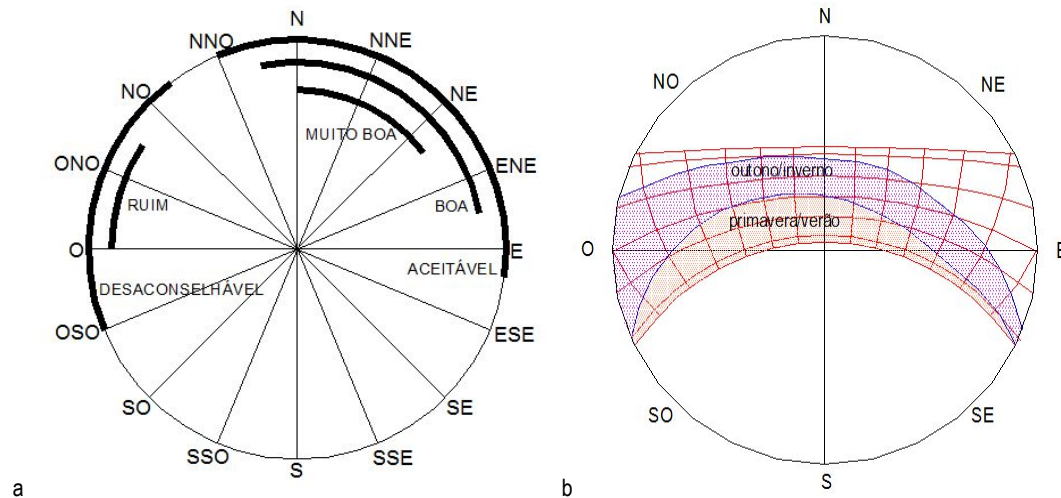 N
NNO
NNE
NO
NE
MUITO BOA
ONO
ENE
RUIM
BOA
O
E
ACEITÁVEL
DESACONSELHÁVEL
OSO
ESE
SO
SE
SSO
SSE
S
a
N
NO
NE
outono/inverno
primavera/verão
O
E
SO
SE
S
b